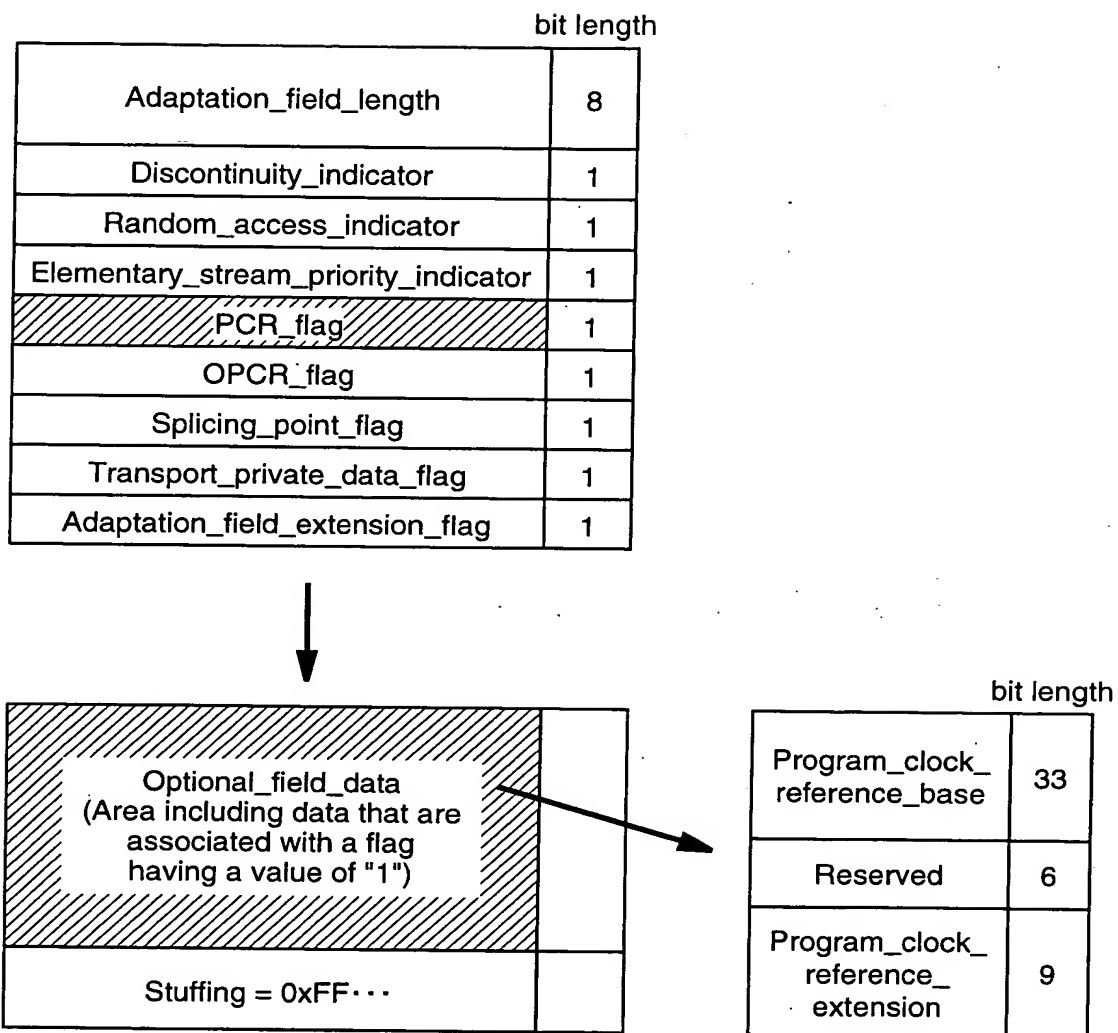 bit length
Adaptation_field_length 8
Discontinuity_indicator 1
Random_access_indicator 1
Elementary_stream_priority_indicator 1
PCR_flag 1
OPCR_flag 1
Splicing_point_flag 1
Transport_private_data_flag 1
Adaptation_field_extension_flag 1
Optional_field_data
(Area including data that are
associated with a flag
having a value of "1")
Stuffing = 0xFF···
bit length
Program_clock_
reference_base 33
Reserved 6
Program_clock_
reference_ 9
extension